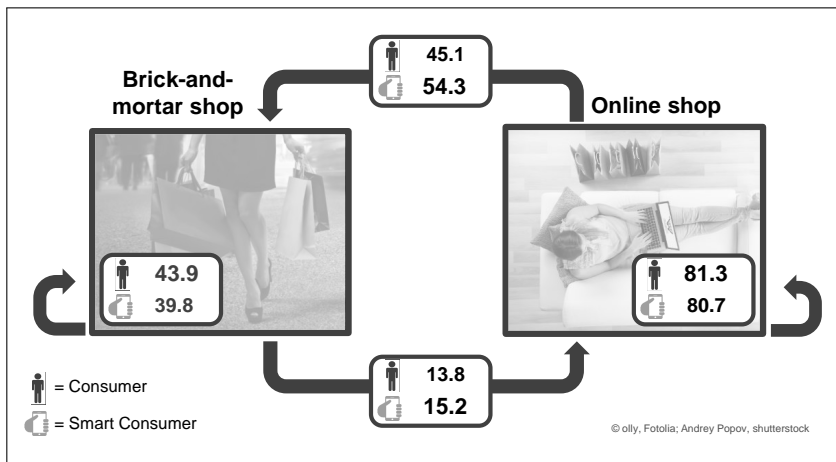 45.1
54.3
Brick-and-
mortar shop
Online shop
43.9
39.8
81.3
80.7
13.8
15.2
= Consumer
= Smart Consumer
© olly, Fotolia; Andrey Popov, shutterstock